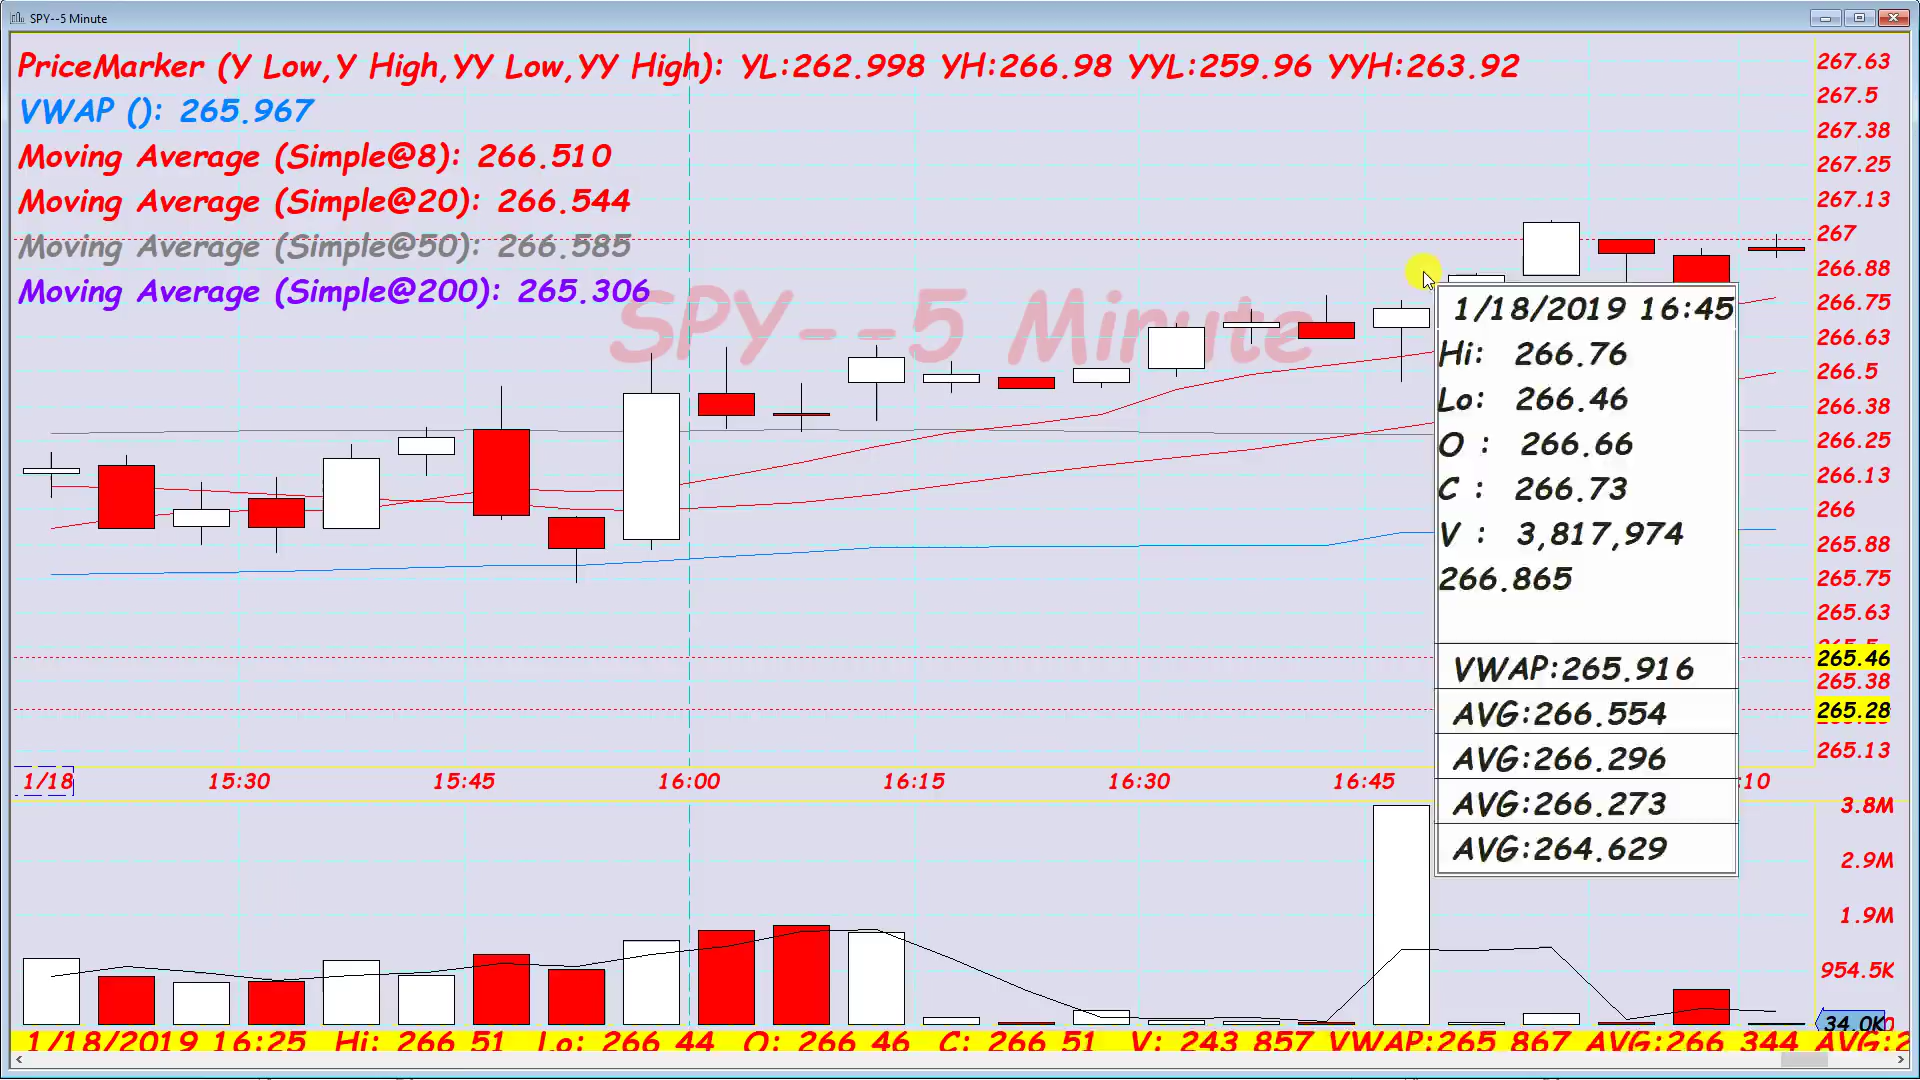 SPY--5 Minute
PriceMarker (Y Low,Y High,YY Low,YY High): YL:262.998 YH:266.98 YYL:259.96 YYH:263.92
VWAP (): 265.967
Moving Average (Simple@8): 266.510
Moving Average (Simple@20): 266.544
Moving Average (Simple@50): 266.585
Moving Average (Simple@200): 265.306
SPY--5 Minute
267.63
267.5
267.38
267.25
267.13
267
266.88
266.75
266.63
266.5
266.38
266.25
266.13
266
265.88
265.75
265.63
265.46
265.38
265.28
265.13
1/18/2019 16:45
Hi: 266.76
Lo: 266.46
O : 266.66
C : 266.73
V : 3,817,974
266.865
VWAP:265.916
AVG:266.554
AVG:266.296
AVG:266.273
AVG:264.629
1/18 15:30 15:45 16:00 16:15 16:30 16:45 :10
3.8M
2.9M
1.9M
954.5K
34.0K
1/18/2019 16:25 Hi: 266 51 Lo: 266 44 O: 266 46 C: 266 51 V: 243 857 VWAP:265 867 AVG:266 344 AVG:2